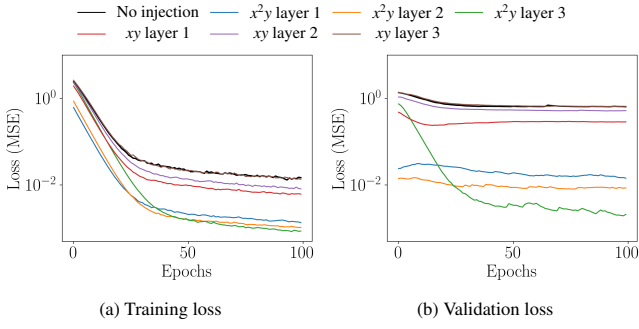 No injection x²y layer 1 x²y layer 2 x²y layer 3
xy layer 1 xy layer 2 xy layer 3
Loss (MSE)
10⁰
10⁻²
0 50 100
Epochs
(a) Training loss
Loss (MSE)
10⁰
10⁻²
0 50 100
Epochs
(b) Validation loss